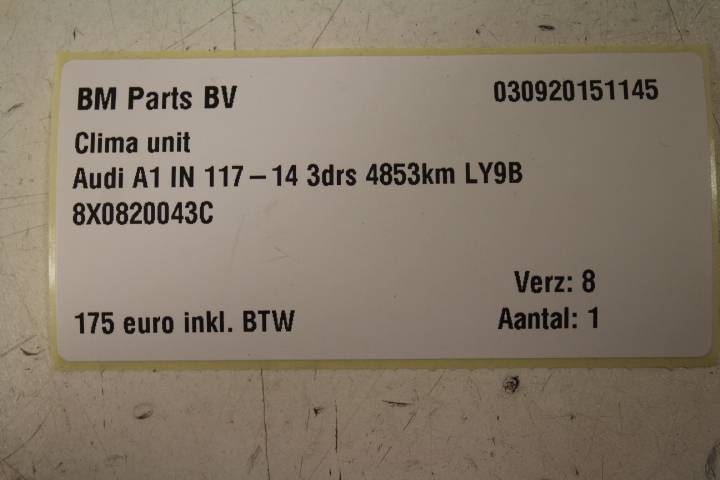 BM Parts BV 030920151145
Clima unit
Audi A1 IN 117-14 3drs 4853km LY9B
8X0820043C
Verz: 8
175 euro inkl. BTW Aantal: 1